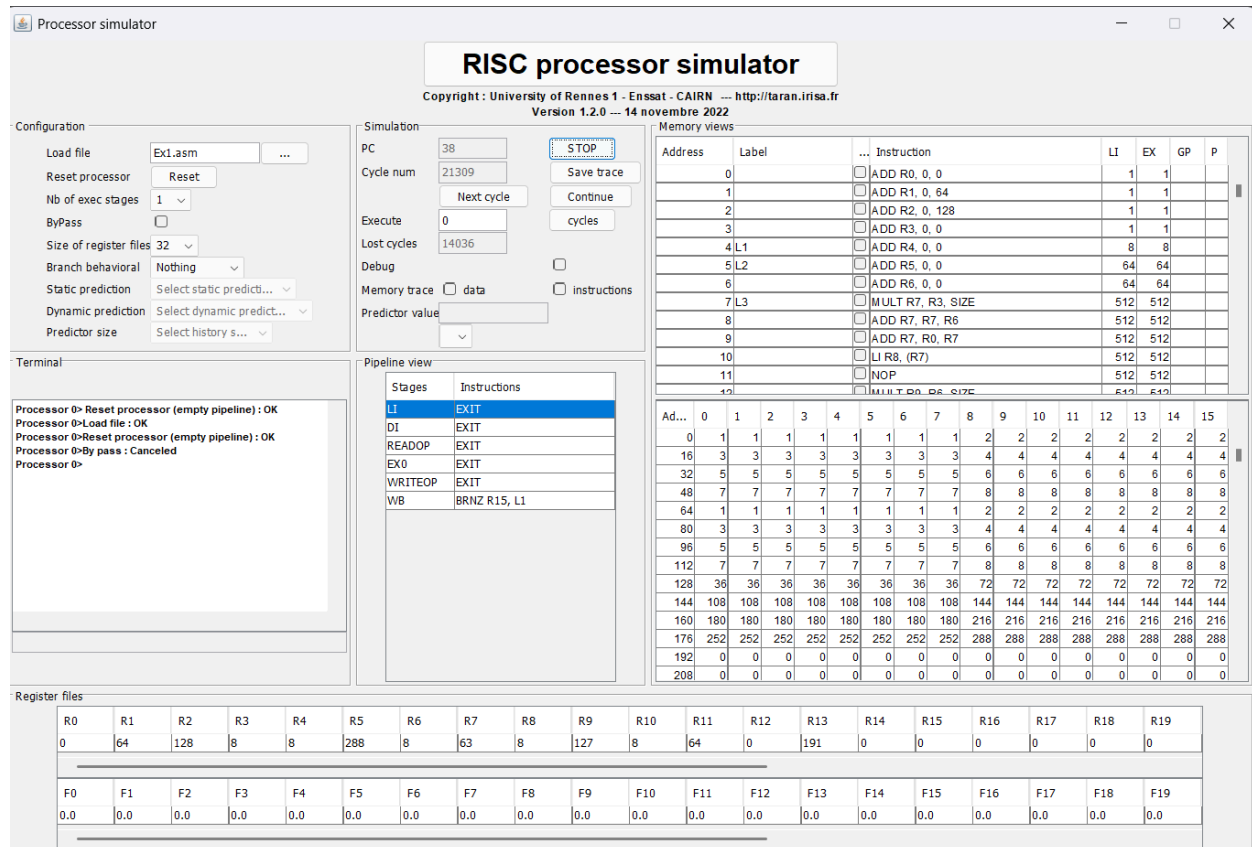 Processor simulator
RISC processor simulator
Copyright : University of Rennes 1 - Enssat - CAIRN --- http://taran.irisa.fr
Version 1.2.0 --- 14 novembre 2022
Configuration
Load file Ex1.asm ...
Reset processor Reset
Nb of exec stages 1
ByPass
Size of register files 32
Branch behavioral Nothing
Static prediction Select static predicti...
Dynamic prediction Select dynamic predict...
Predictor size Select history s...
Simulation
PC 38 STOP
Cycle num 21309 Save trace
Next cycle Continue
Execute 0 cycles
Lost cycles 14036
Debug
Memory trace data instructions
Predictor value
Memory views
Address Label ... Instruction LI EX GP P
0 ADD R0, 0, 0 1 1
1 ADD R1, 0, 64 1 1
2 ADD R2, 0, 128 1 1
3 ADD R3, 0, 0 1 1
4 L1 ADD R4, 0, 0 8 8
5 L2 ADD R5, 0, 0 64 64
6 ADD R6, 0, 0 64 64
7 L3 MULT R7, R3, SIZE 512 512
8 ADD R7, R7, R6 512 512
9 ADD R7, R0, R7 512 512
10 LI R8, (R7) 512 512
11 NOP 512 512
12 MULT R9, R6, SIZE 512 512
Terminal
Processor 0> Reset processor (empty pipeline) : OK
Processor 0>Load file : OK
Processor 0>Reset processor (empty pipeline) : OK
Processor 0>By pass : Canceled
Processor 0>
Pipeline view
Stages Instructions
LI EXIT
DI EXIT
READOP EXIT
EX0 EXIT
WRITEOP EXIT
WB BRNZ R15, L1
Ad... 0 1 2 3 4 5 6 7 8 9 10 11 12 13 14 15
0 1 1 1 1 1 1 1 1 2 2 2 2 2 2 2 2
16 3 3 3 3 3 3 3 3 4 4 4 4 4 4 4 4
32 5 5 5 5 5 5 5 5 6 6 6 6 6 6 6 6
48 7 7 7 7 7 7 7 7 8 8 8 8 8 8 8 8
64 1 1 1 1 1 1 1 1 2 2 2 2 2 2 2 2
80 3 3 3 3 3 3 3 3 4 4 4 4 4 4 4 4
96 5 5 5 5 5 5 5 5 6 6 6 6 6 6 6 6
112 7 7 7 7 7 7 7 7 8 8 8 8 8 8 8 8
128 36 36 36 36 36 36 36 36 72 72 72 72 72 72 72 72
144 108 108 108 108 108 108 108 108 144 144 144 144 144 144 144 144
160 180 180 180 180 180 180 180 180 216 216 216 216 216 216 216 216
176 252 252 252 252 252 252 252 252 288 288 288 288 288 288 288 288
192 0 0 0 0 0 0 0 0 0 0 0 0 0 0 0 0
208 0 0 0 0 0 0 0 0 0 0 0 0 0 0 0 0
Register files
R0 R1 R2 R3 R4 R5 R6 R7 R8 R9 R10 R11 R12 R13 R14 R15 R16 R17 R18 R19
0 64 128 8 8 288 8 63 8 127 8 64 0 191 0 0 0 0 0 0
F0 F1 F2 F3 F4 F5 F6 F7 F8 F9 F10 F11 F12 F13 F14 F15 F16 F17 F18 F19
0.0 0.0 0.0 0.0 0.0 0.0 0.0 0.0 0.0 0.0 0.0 0.0 0.0 0.0 0.0 0.0 0.0 0.0 0.0 0.0